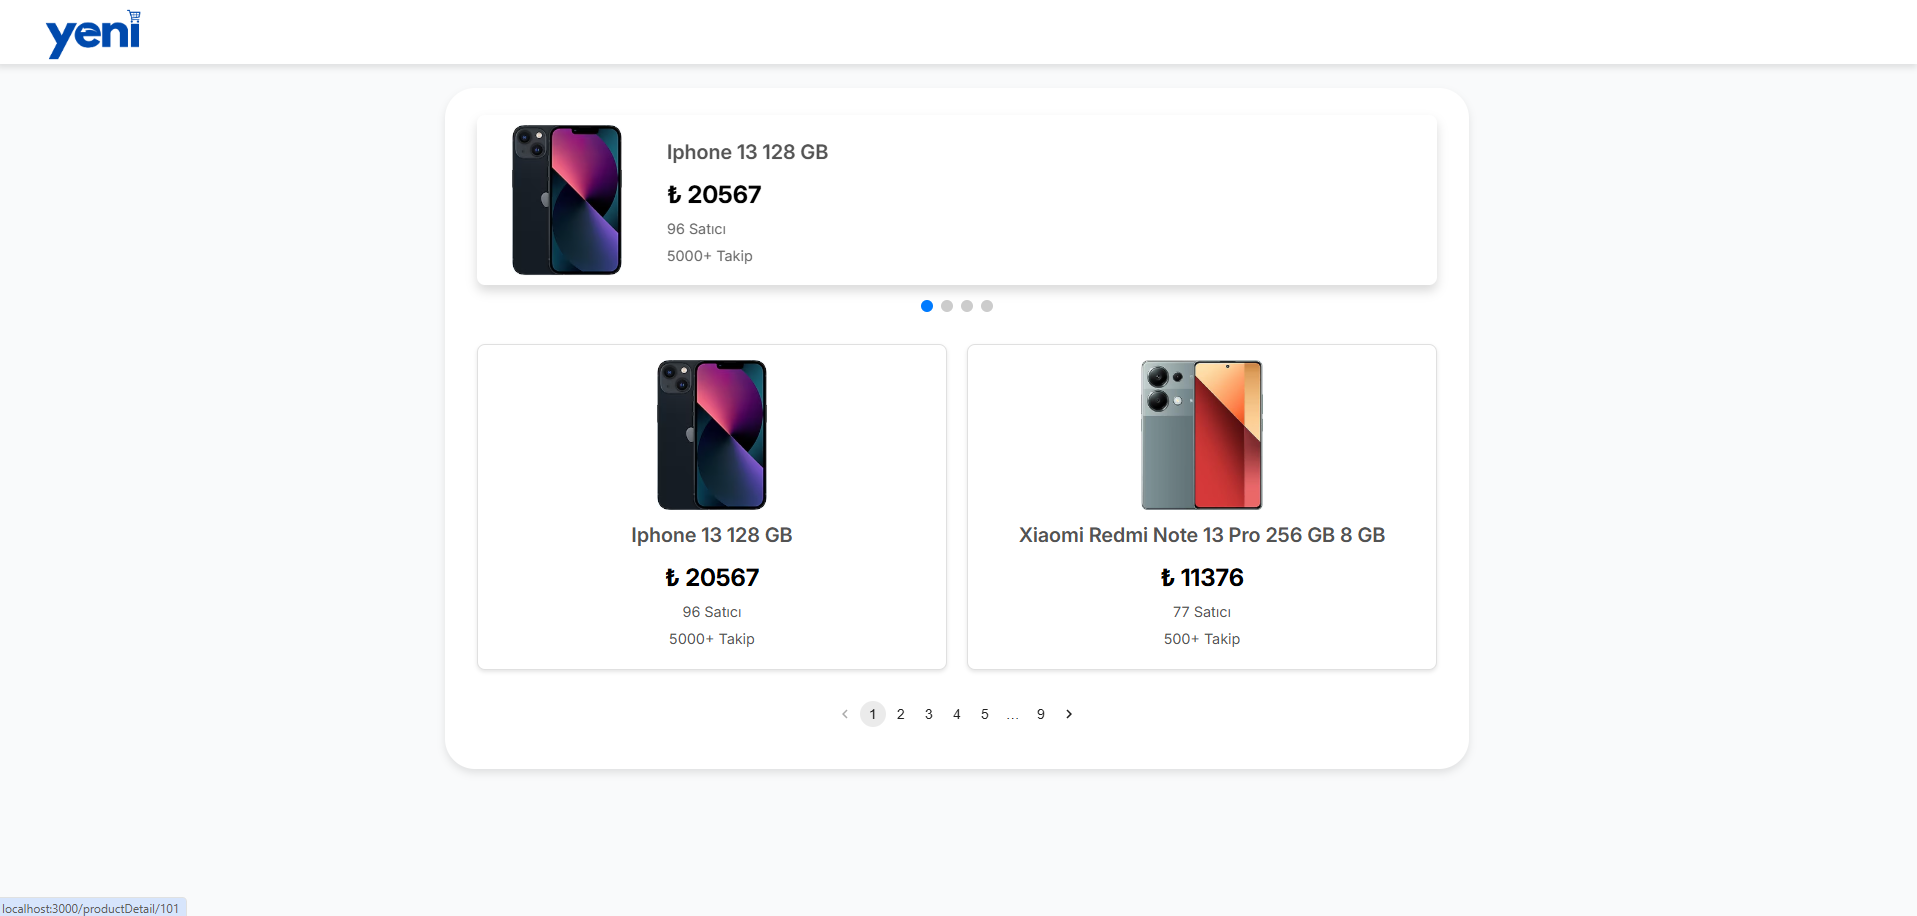 yeni
Iphone 13 128 GB
₺ 20567
96 Satıcı
5000+ Takip
Iphone 13 128 GB
₺ 20567
96 Satıcı
5000+ Takip
Xiaomi Redmi Note 13 Pro 256 GB 8 GB
₺ 11376
77 Satıcı
500+ Takip
1 2 3 4 5 ... 9
localhost:3000/productDetail/101